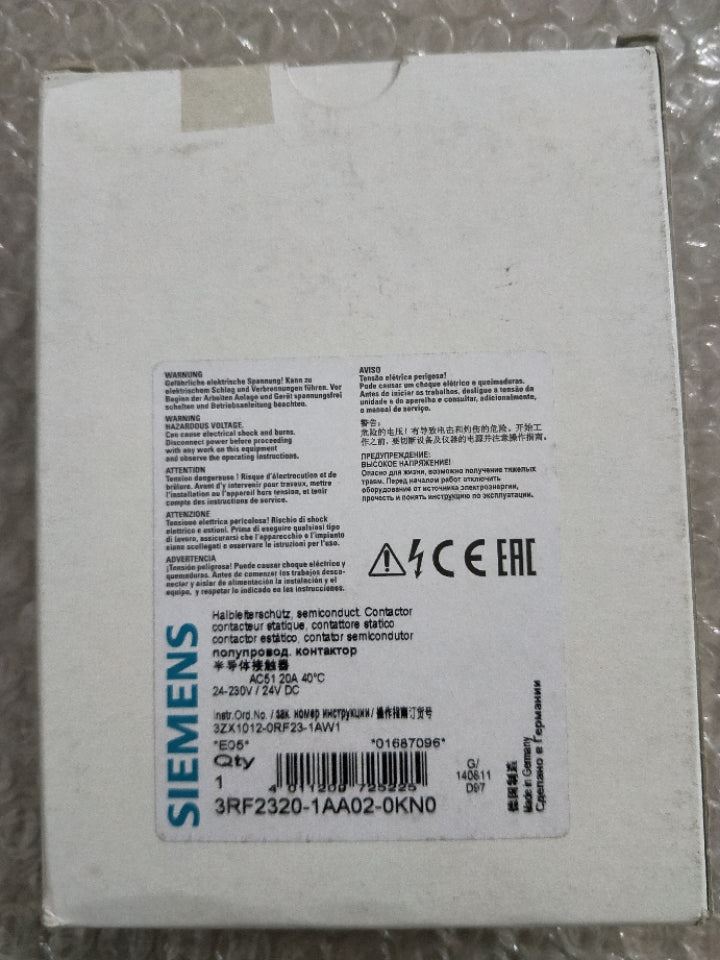 WARNUNG
Gefährliche elektrische Spannung! Kann zu
elektrischem Schlag und Verbrennungen führen. Vor
Beginn der Arbeiten Anlage und Gerät spannungsfrei
schalten und Betriebsanleitung beachten.
WARNING
HAZARDOUS VOLTAGE.
Can cause electrical shock and burns.
Disconnect power before proceeding
with any work on this equipment
and observe the operating instructions.
ATTENTION
Tension dangereuse ! Risque d'électrocution et de
brûlure. Avant d'y intervenir pour travaux, mettre
l'installation ou l'appareil hors tension, et tenir
compte des instructions de service.
ATTENZIONE
Tensione elettrica pericolosa! Rischio di shock
elettrico e ustioni. Prima di eseguire qualsiasi tipo
di lavoro, assicurarsi che l'apparecchio o l'impianto
siano scollegati e osservare le istruzioni per l'uso.
ADVERTENCIA
¡Tensión peligrosa! Puede causar choque eléctrico y
quemaduras. Antes de comenzar los trabajos desco-
nectar y aislar de alimentación la instalación y el
equipo, y respetar lo indicado en las instrucciones.
AVISO
Tensão elétrica perigosa!
Pode causar um choque elétrico e queimaduras.
Antes de iniciar os trabalhos, desligue a tensão da
unidade e do aparelho e consultar, adicionalmente,
o manual de serviço.
警告:
危险的电压! 有导致电击和灼伤的危险。开始工
作之前, 要切断设备及仪器的电源并注意操作指南。
ПРЕДУПРЕЖДЕНИЕ:
ВЫСОКОЕ НАПРЯЖЕНИЕ!
Опасно для жизни, возможно получение тяжелых
травм. Перед началом работ отключить
оборудование от источника электроэнергии,
прочесть и понять инструкцию по эксплуатации.
CE EAC
SIEMENS
Halbleiterschütz, semiconduct. Contactor
contacteur statique, contattore statico
contactor estático, contator semicondutor
полупровод. контактор
半导体接触器
AC51 20A 40°C
24-230V / 24V DC
Instr.Ord.No. / зак. номер инструкции / 操作指南订货号
3ZX1012-0RF23-1AW1
*E05*
*01687096*
Qty
1
4 011209 725225
G/
140811
D97
德国制造
Made in Germany
Сделано в Германии
3RF2320-1AA02-0KN0